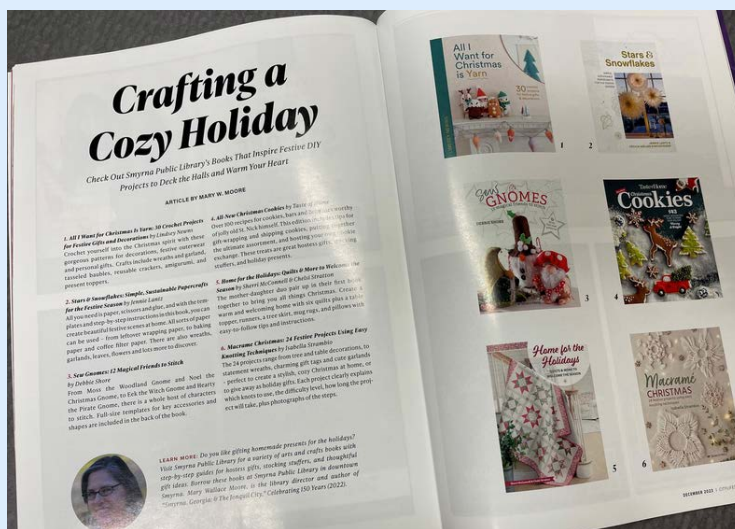 Crafting a
Cozy Holiday
Check Out Smyrna Public Library's Books That Inspire Festive DIY
Projects to Deck the Halls and Warm Your Heart
ARTICLE BY MARY W. MOORE
1. All I Want for Christmas Is Yarn: 30 Crochet Projects
for Festive Gifts and Decorations by Lindsey Newns
Crochet yourself into the Christmas spirit with these
gorgeous patterns for decorations, festive outerwear
and personal gifts. Crafts include wreaths and garland,
tasseled baubles, reusable crackers, amigurumi, and
present toppers.
2. Stars & Snowflakes: Simple, Sustainable Papercrafts
for the Festive Season by Jennie Lantz
All you need is paper, scissors and glue, and with the tem-
plates and step-by-step instructions in this book, you can
create beautiful festive scenes at home. All sorts of paper
can be used - from leftover wrapping paper, to baking
paper and coffee filter paper. There are also wreaths,
garlands, leaves, flowers and lots more to discover.
3. Sew Gnomes: 12 Magical Friends to Stitch
by Debbie Shore
From Moss the Woodland Gnome and Noel the
Christmas Gnome, to Eek the Witch Gnome and Hearty
the Pirate Gnome, there is a whole host of characters
to stitch. Full-size templates for key accessories and
shapes are included in the back of the book.
4. All-New Christmas Cookies by Taste of Home
Over 100 recipes for cookies, bars and worthy
of jolly old St. Nick himself. This edition includes tips for
gift-wrapping and shipping cookies, putting together
the ultimate assortment, and hosting your cookie
exchange. These treats are great hostess gifts, stocking
stuffers, and holiday presents.
5. Home for the Holidays: Quilts & More to Welcome the
Season by Sherri McConnell & Chelsi Stratton
The mother-daughter duo pair up in their first book
together to bring you all things Christmas. Create a
warm and welcoming home with six quilts plus a table
topper, runners, a tree skirt, mug rugs, and pillows with
easy-to-follow tips and instructions.
6. Macrame Christmas: 24 Festive Projects Using Easy
Knotting Techniques by Isabella Strambio
The 24 projects range from tree and table decorations, to
statement wreaths, charming gift tags and cute garlands
- perfect to create a stylish, cozy Christmas at home, or
to give away as holiday gifts. Each project clearly explains
which knots to use, the difficulty level, how long the proj-
ect will take, plus photographs of the steps.
LEARN MORE: Do you like gifting homemade presents for the holidays?
Visit Smyrna Public Library for a variety of arts and crafts books with
step-by-step guides for hostess gifts, stocking stuffers, and thoughtful
gift ideas. Borrow these books at Smyrna Public Library in downtown
Smyrna. Mary Wallace Moore, is the library director and author of
"Smyrna, Georgia: & The Jonquil City," Celebrating 150 Years (2022).
All I
Want for
Christmas
is Yarn
30
1
Stars &
Snowflakes
2
Sew
GNOMES
DEBBIE SHORE
3
Taste of Home
Christmas
Cookies
4
Home for the
Holidays
QUILTS & MORE TO
WELCOME THE SEASON
5
Macramé
CHRISTMAS
6
DECEMBER 2023